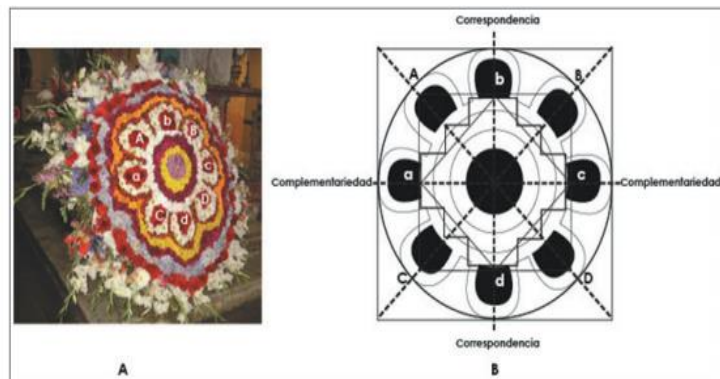 Correspondencia
A b B
a c
C d D
A b B
Complementariedad a c Complementariedad
C d D
Correspondencia
A B